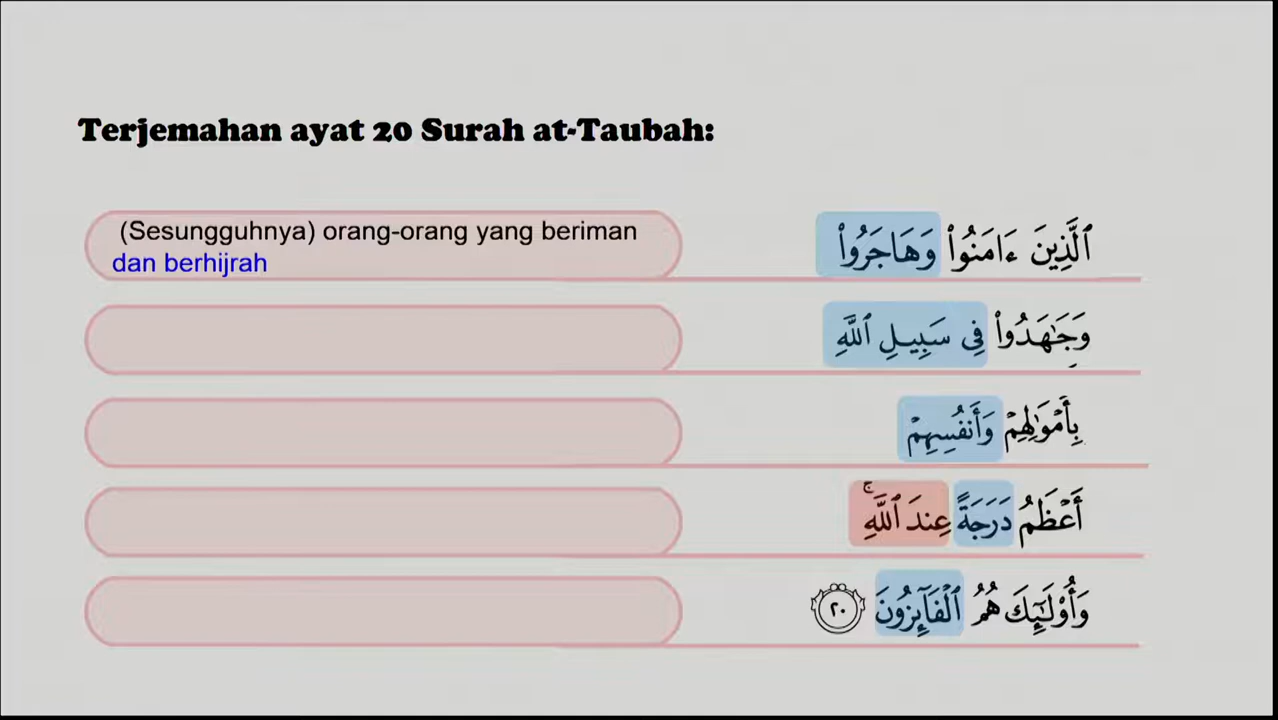 Terjemahan ayat 20 Surah at-Taubah:
(Sesungguhnya) orang-orang yang beriman
dan berhijrah
ٱلَّذِينَ ءَامَنُوا۟ وَهَاجَرُوا۟
وَجَـٰهَدُوا۟ فِى سَبِيلِ ٱللَّهِ
بِأَمْوَٰلِهِمْ وَأَنفُسِهِمْ
أَعْظَمُ دَرَجَةً عِندَ ٱللَّهِ ۚ
وَأُو۟لَـٰٓئِكَ هُمُ ٱلْفَآئِزُونَ ٢٠